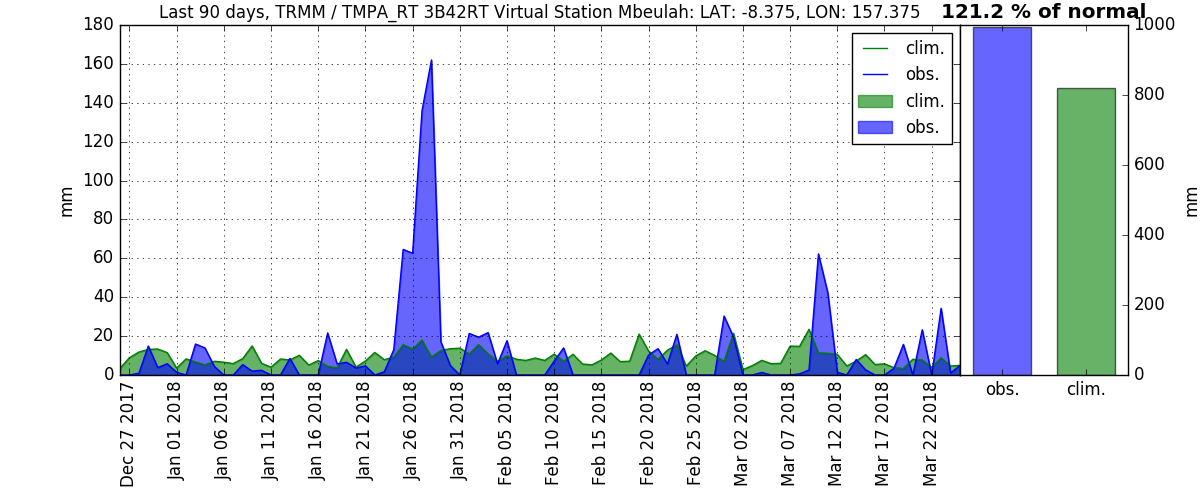 Last 90 days, TRMM / TMPA_RT 3B42RT Virtual Station Mbeulah: LAT: -8.375, LON: 157.375
121.2 % of normal
180
160
140
120
100
80
60
40
20
0
mm
clim.
obs.
clim.
obs.
Dec 27 2017
Jan 01 2018
Jan 06 2018
Jan 11 2018
Jan 16 2018
Jan 21 2018
Jan 26 2018
Jan 31 2018
Feb 05 2018
Feb 10 2018
Feb 15 2018
Feb 20 2018
Feb 25 2018
Mar 02 2018
Mar 07 2018
Mar 12 2018
Mar 17 2018
Mar 22 2018
1000
800
600
400
200
0
mm
obs.
clim.